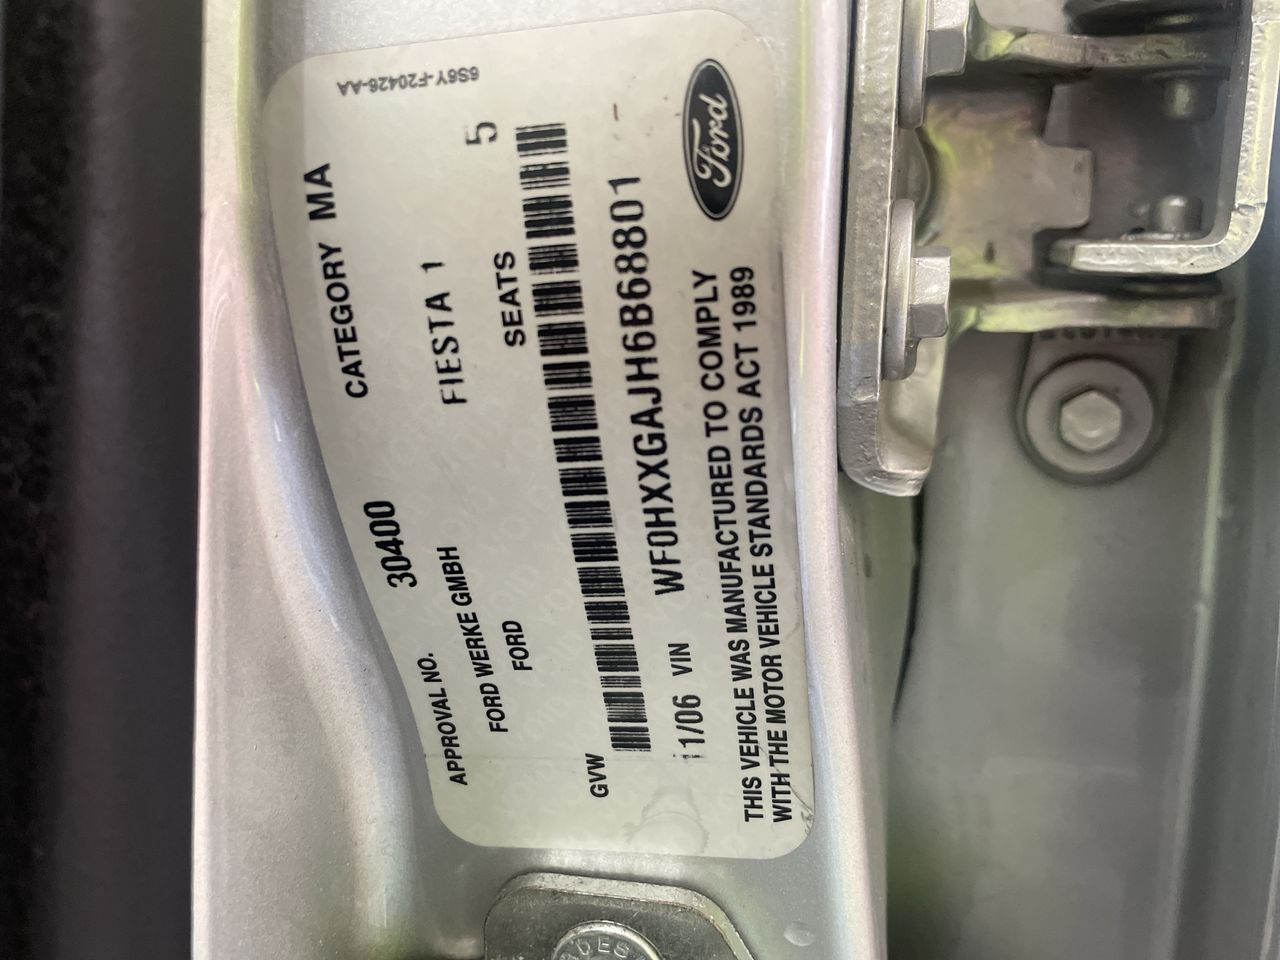 6S6Y-F20426-AA
APPROVAL NO. 30400 CATEGORY MA
FORD WERKE GMBH FIESTA 1
FORD SEATS 5
GVW
11/06 VIN WF0HXXGAJH6B68801
THIS VEHICLE WAS MANUFACTURED TO COMPLY
WITH THE MOTOR VEHICLE STANDARDS ACT 1989
Ford